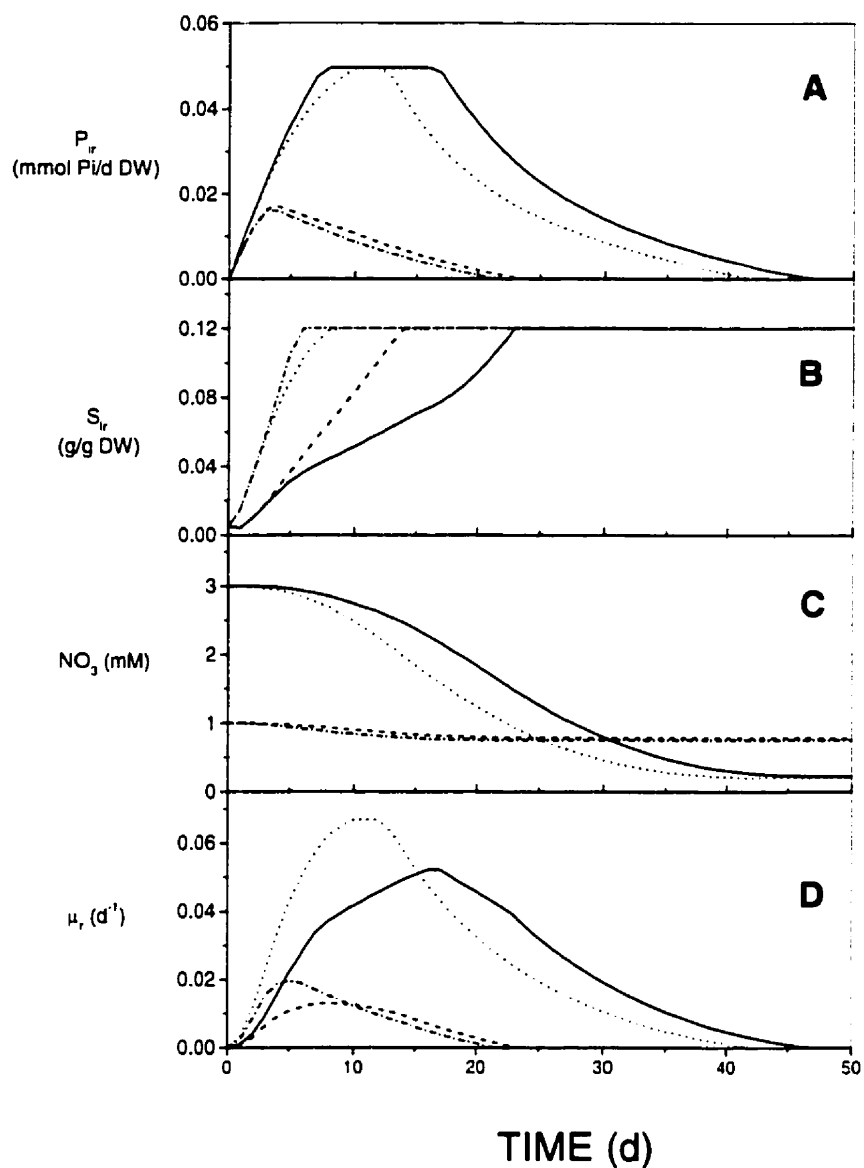 0.06
0.04
0.02
0.00
P_ir
(mmol Pi/d DW)
A
0.12
0.08
0.04
0.00
S_ir
(g/g DW)
B
3
2
1
0
NO₃ (mM)
C
0.06
0.04
0.02
0.00
μ_r (d⁻¹)
D
0 10 20 30 40 50
TIME (d)